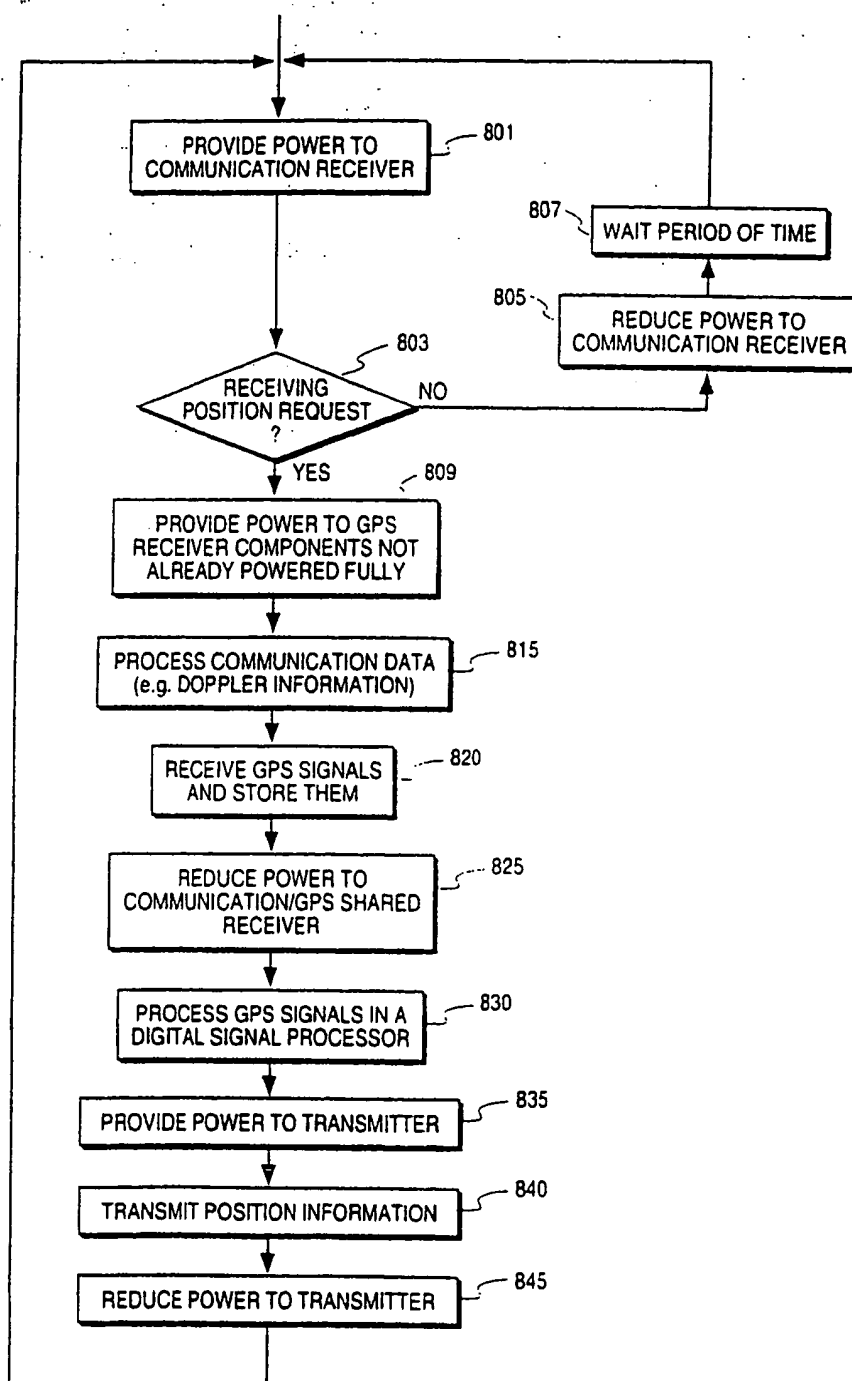 PROVIDE POWER TO
COMMUNICATION RECEIVER
801
807
WAIT PERIOD OF TIME
805
REDUCE POWER TO
COMMUNICATION RECEIVER
803
RECEIVING
POSITION REQUEST
?
NO
YES
809
PROVIDE POWER TO GPS
RECEIVER COMPONENTS NOT
ALREADY POWERED FULLY
PROCESS COMMUNICATION DATA
(e.g. DOPPLER INFORMATION)
815
RECEIVE GPS SIGNALS
AND STORE THEM
820
REDUCE POWER TO
COMMUNICATION/GPS SHARED
RECEIVER
825
PROCESS GPS SIGNALS IN A
DIGITAL SIGNAL PROCESSOR
830
PROVIDE POWER TO TRANSMITTER
835
TRANSMIT POSITION INFORMATION
840
REDUCE POWER TO TRANSMITTER
845